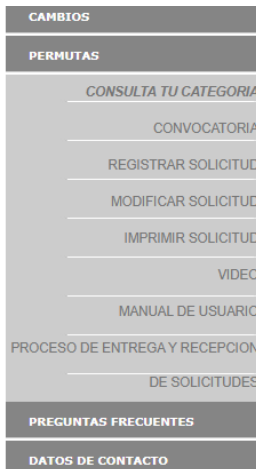 CAMBIOS
PERMUTAS
CONSULTA TU CATEGORIA
CONVOCATORIA
REGISTRAR SOLICITUD
MODIFICAR SOLICITUD
IMPRIMIR SOLICITUD
VIDEO
MANUAL DE USUARIO
PROCESO DE ENTREGA Y RECEPCION
DE SOLICITUDES
PREGUNTAS FRECUENTES
DATOS DE CONTACTO